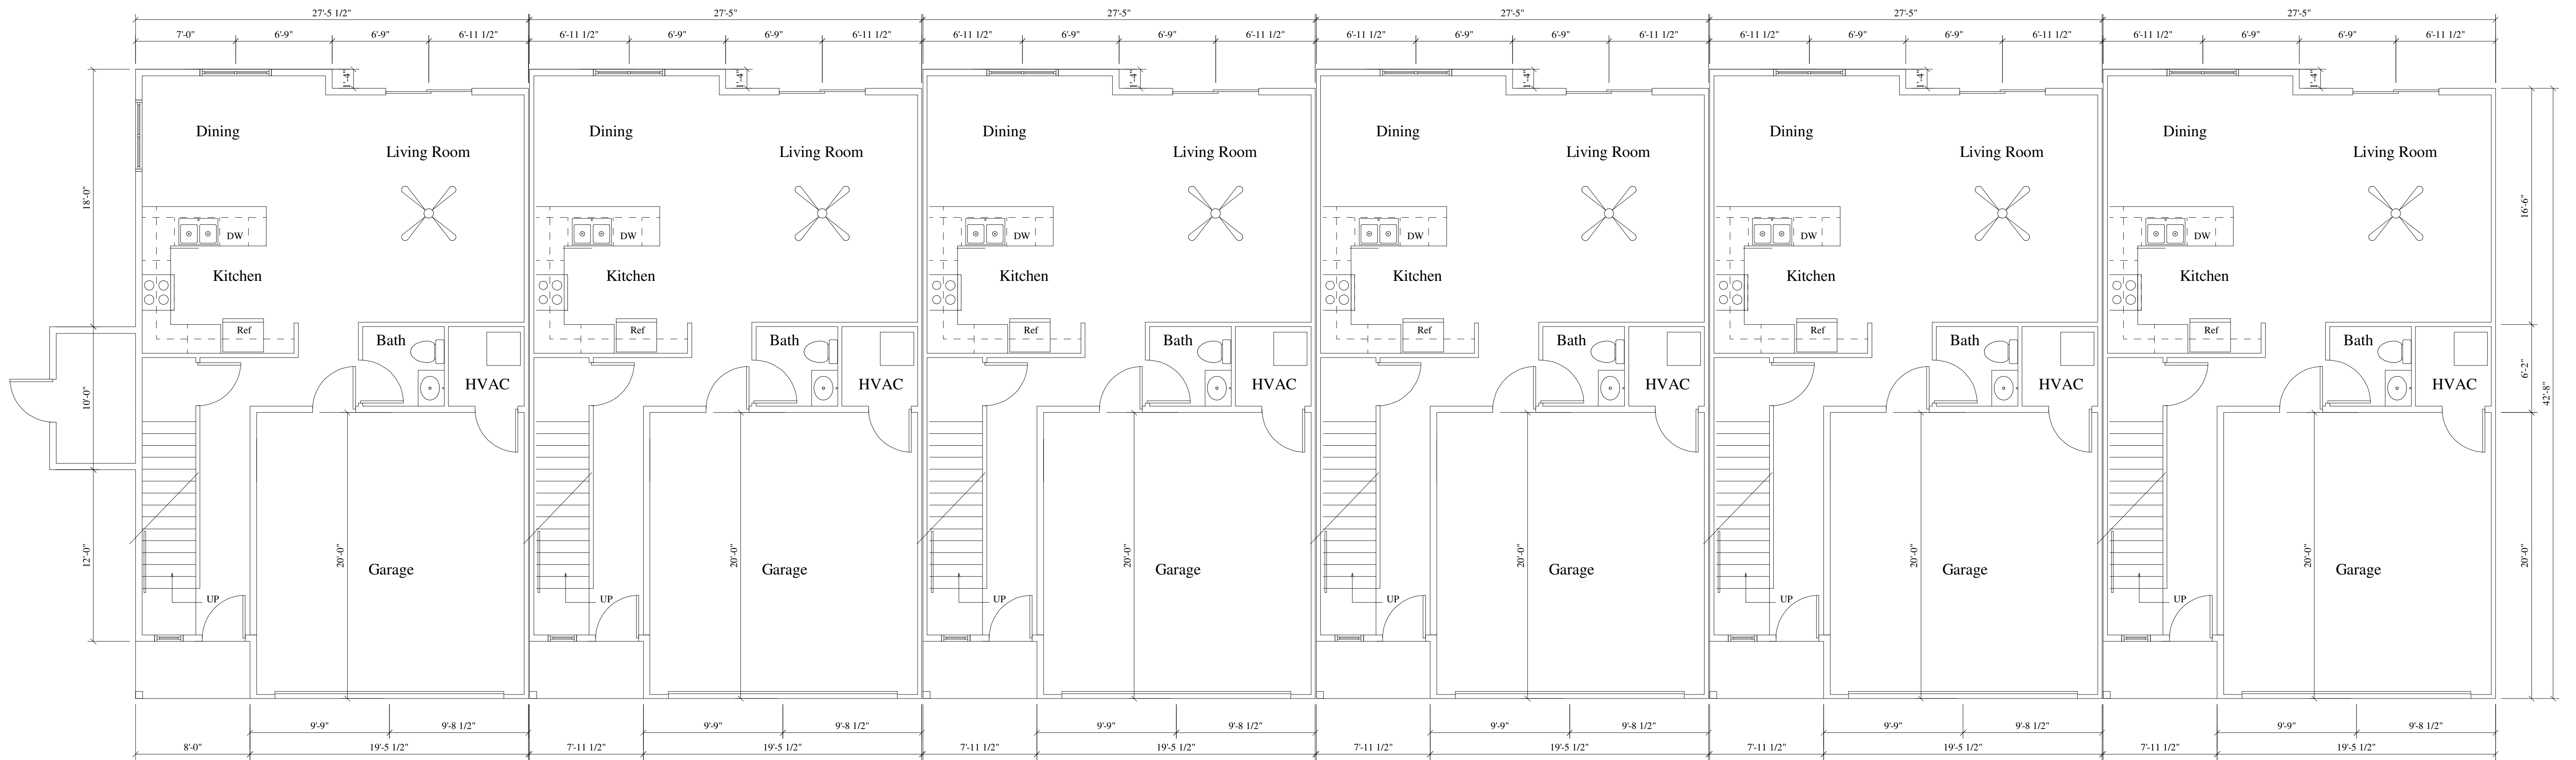 27'-5 1/2" 27'-5" 27'-5" 27'-5" 27'-5" 27'-5"
7'-0" 6'-9" 6'-9" 6'-11 1/2" 6'-11 1/2" 6'-9" 6'-9" 6'-11 1/2" 6'-11 1/2" 6'-9" 6'-9" 6'-11 1/2" 6'-11 1/2" 6'-9" 6'-9" 6'-11 1/2" 6'-11 1/2" 6'-9" 6'-9" 6'-11 1/2" 6'-11 1/2" 6'-9" 6'-9" 6'-11 1/2"
1'-4" 1'-4" 1'-4" 1'-4" 1'-4" 1'-4"
Dining Dining Dining Dining Dining Dining
Living Room Living Room Living Room Living Room Living Room Living Room
18'-0" 16'-6"
DW DW DW DW DW DW
Kitchen Kitchen Kitchen Kitchen Kitchen Kitchen
Ref Ref Ref Ref Ref Ref
Bath Bath Bath Bath Bath Bath
6'-2"
HVAC HVAC HVAC HVAC HVAC HVAC
10'-0" 42'-8"
12'-0" 20'-0" 20'-0" 20'-0" 20'-0" 20'-0" 20'-0" 20'-0"
Garage Garage Garage Garage Garage Garage
UP UP UP UP UP UP
9'-9" 9'-8 1/2" 9'-9" 9'-8 1/2" 9'-9" 9'-8 1/2" 9'-9" 9'-8 1/2" 9'-9" 9'-8 1/2" 9'-9" 9'-8 1/2"
8'-0" 19'-5 1/2" 7'-11 1/2" 19'-5 1/2" 7'-11 1/2" 19'-5 1/2" 7'-11 1/2" 19'-5 1/2" 7'-11 1/2" 19'-5 1/2" 7'-11 1/2" 19'-5 1/2"